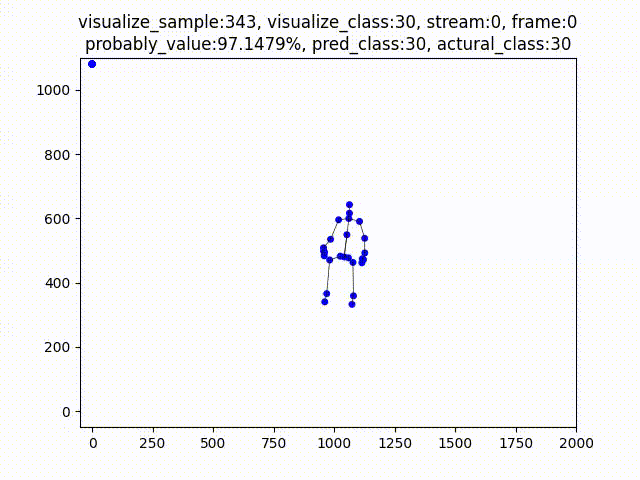 visualize_sample:343, visualize_class:30, stream:0, frame:0
probably_value:97.1479%, pred_class:30, actural_class:30
1000
800
600
400
200
0
0 250 500 750 1000 1250 1500 1750 2000